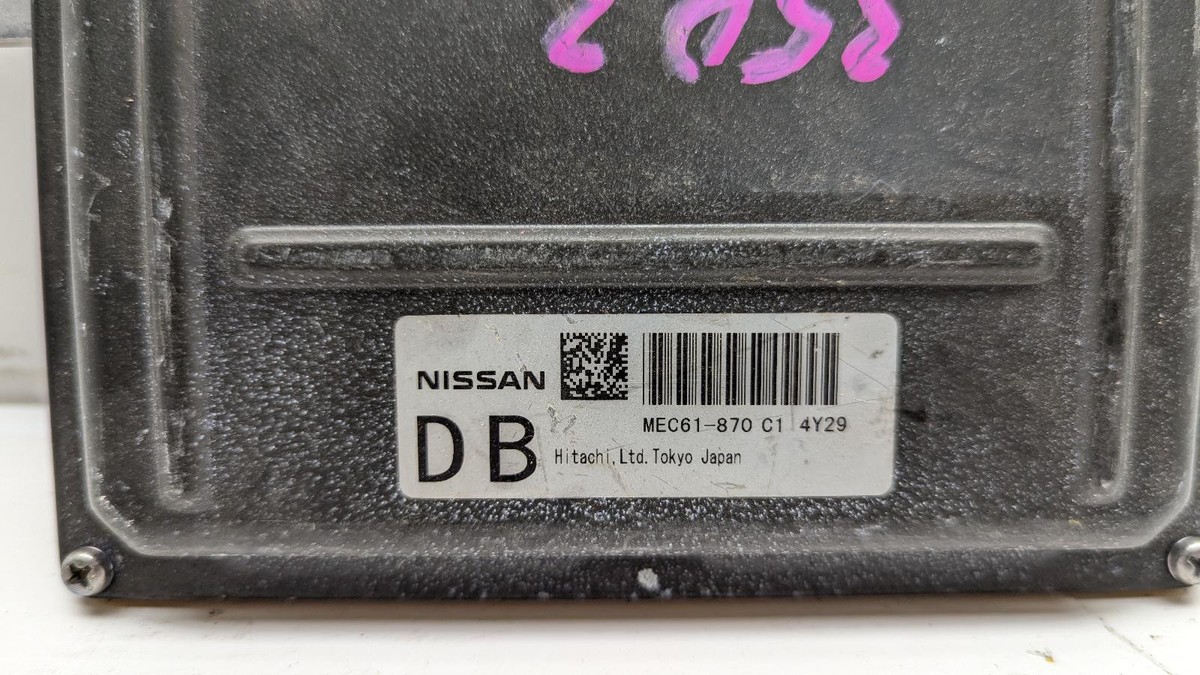 NISSAN
MEC61-870 C1 4Y29
DB
Hitachi,Ltd.Tokyo Japan